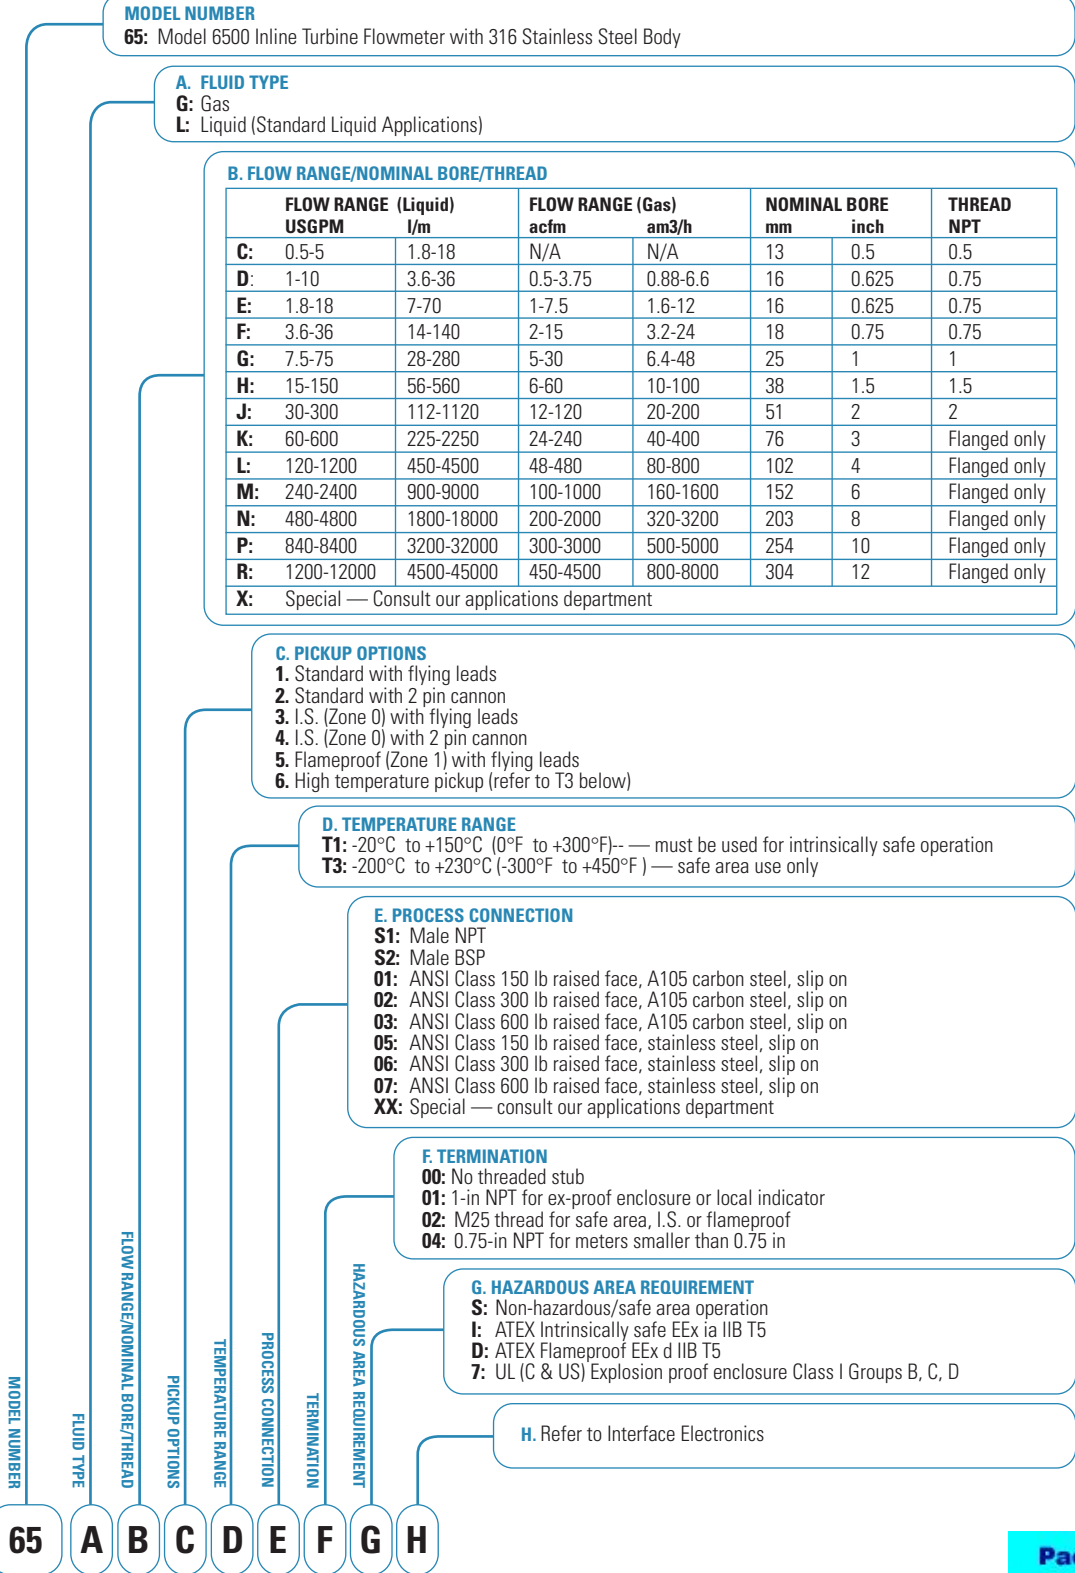 MODEL NUMBER
65: Model 6500 Inline Turbine Flowmeter with 316 Stainless Steel Body
A. FLUID TYPE
G: Gas
L: Liquid (Standard Liquid Applications)
B. FLOW RANGE/NOMINAL BORE/THREAD
FLOW RANGE (Liquid) FLOW RANGE (Gas) NOMINAL BORE THREAD
USGPM l/m acfm am3/h mm inch NPT
C: 0.5-5 1.8-18 N/A N/A 13 0.5 0.5
D: 1-10 3.6-36 0.5-3.75 0.88-6.6 16 0.625 0.75
E: 1.8-18 7-70 1-7.5 1.6-12 16 0.625 0.75
F: 3.6-36 14-140 2-15 3.2-24 18 0.75 0.75
G: 7.5-75 28-280 5-30 6.4-48 25 1 1
H: 15-150 56-560 6-60 10-100 38 1.5 1.5
J: 30-300 112-1120 12-120 20-200 51 2 2
K: 60-600 225-2250 24-240 40-400 76 3 Flanged only
L: 120-1200 450-4500 48-480 80-800 102 4 Flanged only
M: 240-2400 900-9000 100-1000 160-1600 152 6 Flanged only
N: 480-4800 1800-18000 200-2000 320-3200 203 8 Flanged only
P: 840-8400 3200-32000 300-3000 500-5000 254 10 Flanged only
R: 1200-12000 4500-45000 450-4500 800-8000 304 12 Flanged only
X: Special — Consult our applications department
C. PICKUP OPTIONS
1. Standard with flying leads
2. Standard with 2 pin cannon
3. I.S. (Zone 0) with flying leads
4. I.S. (Zone 0) with 2 pin cannon
5. Flameproof (Zone 1) with flying leads
6. High temperature pickup (refer to T3 below)
D. TEMPERATURE RANGE
T1: -20°C to +150°C (0°F to +300°F)-- — must be used for intrinsically safe operation
T3: -200°C to +230°C (-300°F to +450°F ) — safe area use only
E. PROCESS CONNECTION
S1: Male NPT
S2: Male BSP
01: ANSI Class 150 lb raised face, A105 carbon steel, slip on
02: ANSI Class 300 lb raised face, A105 carbon steel, slip on
03: ANSI Class 600 lb raised face, A105 carbon steel, slip on
05: ANSI Class 150 lb raised face, stainless steel, slip on
06: ANSI Class 300 lb raised face, stainless steel, slip on
07: ANSI Class 600 lb raised face, stainless steel, slip on
XX: Special — consult our applications department
F. TERMINATION
00: No threaded stub
01: 1-in NPT for ex-proof enclosure or local indicator
02: M25 thread for safe area, I.S. or flameproof
04: 0.75-in NPT for meters smaller than 0.75 in
G. HAZARDOUS AREA REQUIREMENT
S: Non-hazardous/safe area operation
I: ATEX Intrinsically safe EEx ia IIB T5
D: ATEX Flameproof EEx d IIB T5
7: UL (C & US) Explosion proof enclosure Class I Groups B, C, D
H. Refer to Interface Electronics
MODEL NUMBER
FLUID TYPE
FLOW RANGE/NOMINAL BORE/THREAD
PICKUP OPTIONS
TEMPERATURE RANGE
PROCESS CONNECTION
TERMINATION
HAZARDOUS AREA REQUIREMENT
65 A B C D E F G H